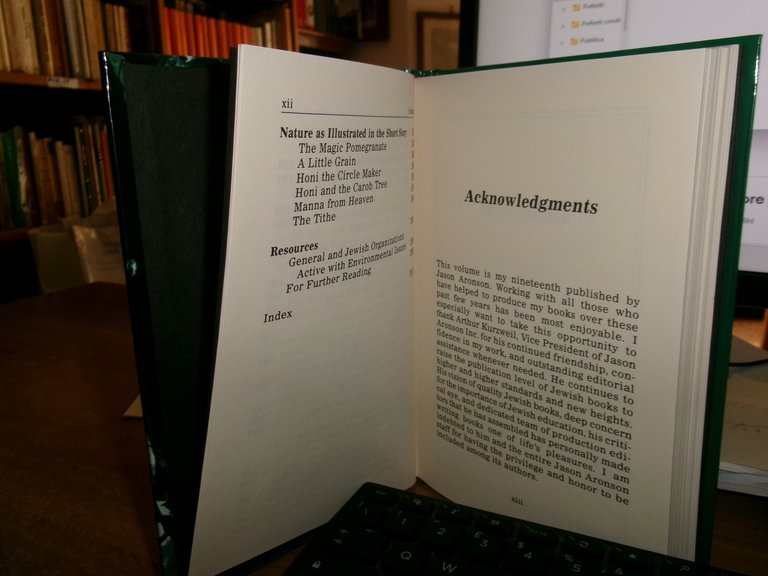 xii
Nature as Illustrated in the Short Story
The Magic Pomegranate
A Little Grain
Honi the Circle Maker
Honi and the Carob Tree
Manna from Heaven
The Tithe
Resources
General and Jewish Organizations
Active with Environmental Issues
For Further Reading
Index
Acknowledgments
This volume is my nineteenth published by
Jason Aronson. Working with all those who
have helped to produce my books over these
past few years has been most enjoyable. I
especially want to take this opportunity to
thank Arthur Kurzweil, Vice President of Jason
Aronson Inc. for his continued friendship, con-
fidence in my work, and outstanding editorial
assistance whenever needed. He continues to
raise the publication level of Jewish books to
higher and higher standards and new heights.
His vision of quality Jewish books, deep concern
for the importance of Jewish education, his criti-
cal eye, and dedicated team of production edi-
tors that he has assembled has personally made
writing books one of life's pleasures. I am
indebted to him and the entire Jason Aronson
staff for having the privilege and honor to be
included among its authors.
xiii
Preferiti
Preferiti
Pubblica
1 2 £ 3 $ 4 5
Q W